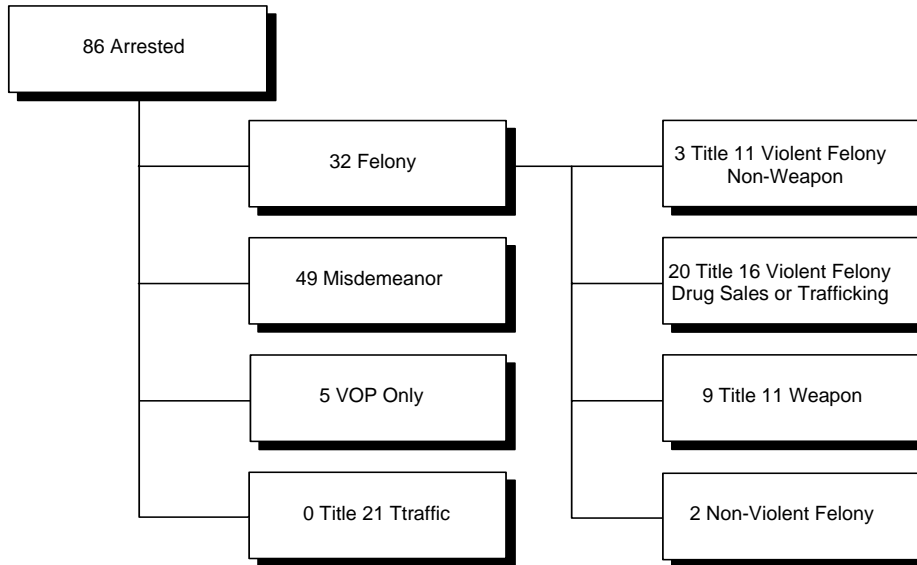 86 Arrested
32 Felony
49 Misdemeanor
5 VOP Only
0 Title 21 Ttraffic
3 Title 11 Violent Felony
Non-Weapon
20 Title 16 Violent Felony
Drug Sales or Trafficking
9 Title 11 Weapon
2 Non-Violent Felony